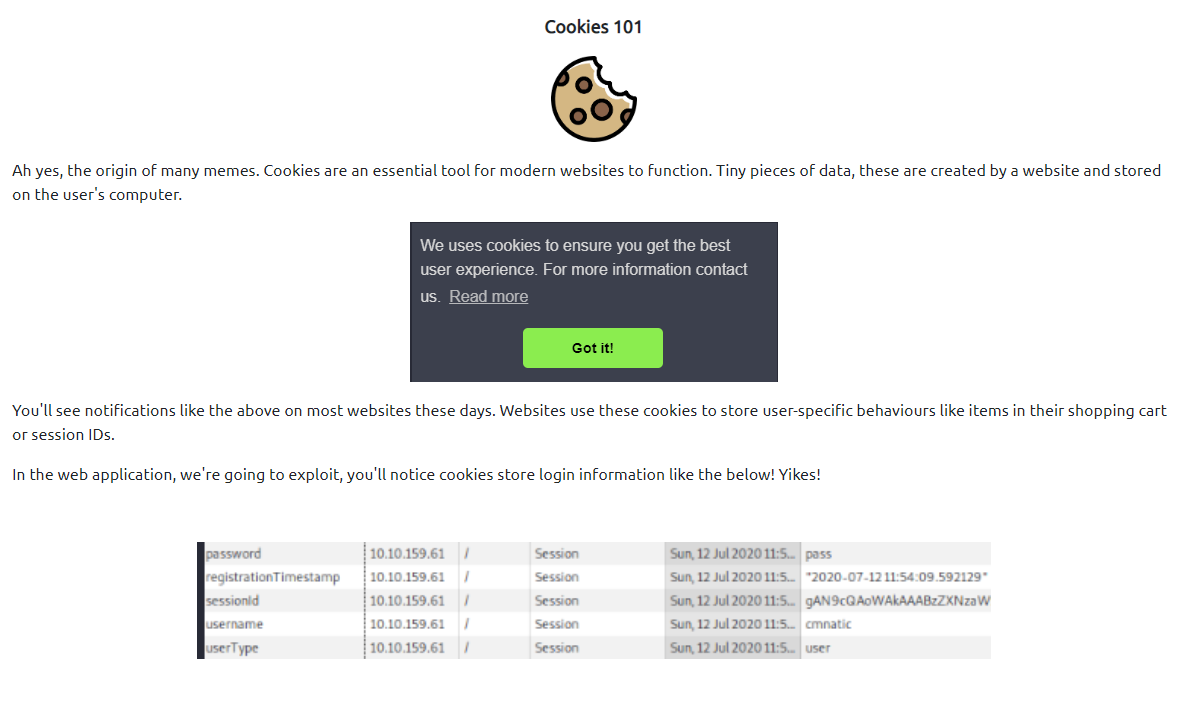 Cookies 101
Ah yes, the origin of many memes. Cookies are an essential tool for modern websites to function. Tiny pieces of data, these are created by a website and stored
on the user's computer.
We uses cookies to ensure you get the best
user experience. For more information contact
us. Read more
Got it!
You'll see notifications like the above on most websites these days. Websites use these cookies to store user-specific behaviours like items in their shopping cart
or session IDs.
In the web application, we're going to exploit, you'll notice cookies store login information like the below! Yikes!
password 10.10.159.61 / Session Sun, 12 Jul 2020 11:5... pass
registrationTimestamp 10.10.159.61 / Session Sun, 12 Jul 2020 11:5... "2020-07-12 11:54:09.592129"
sessionId 10.10.159.61 / Session Sun, 12 Jul 2020 11:5... gAN9cQAoWAkAAABzZXNzaW
username 10.10.159.61 / Session Sun, 12 Jul 2020 11:5... cmnatic
userType 10.10.159.61 / Session Sun, 12 Jul 2020 11:5... user